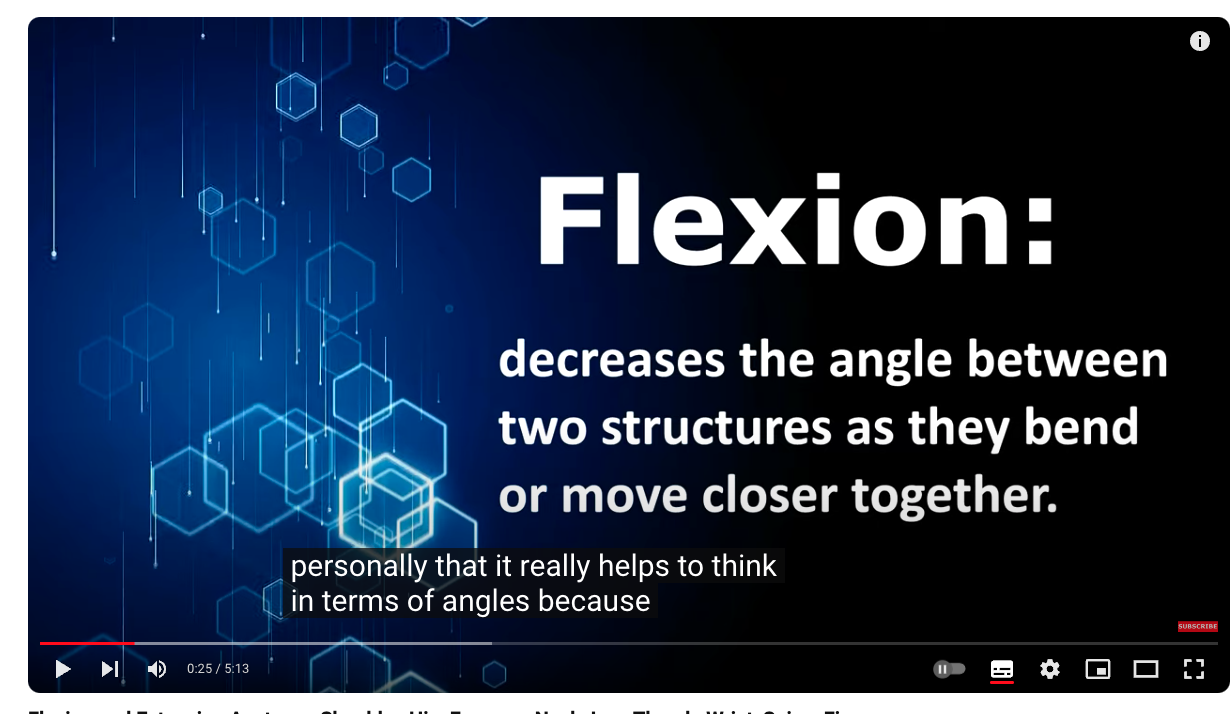 Flexion:
decreases the angle between
two structures as they bend
or move closer together.
personally that it really helps to think
in terms of angles because
SUBSCRIBE
0:25 / 5:13